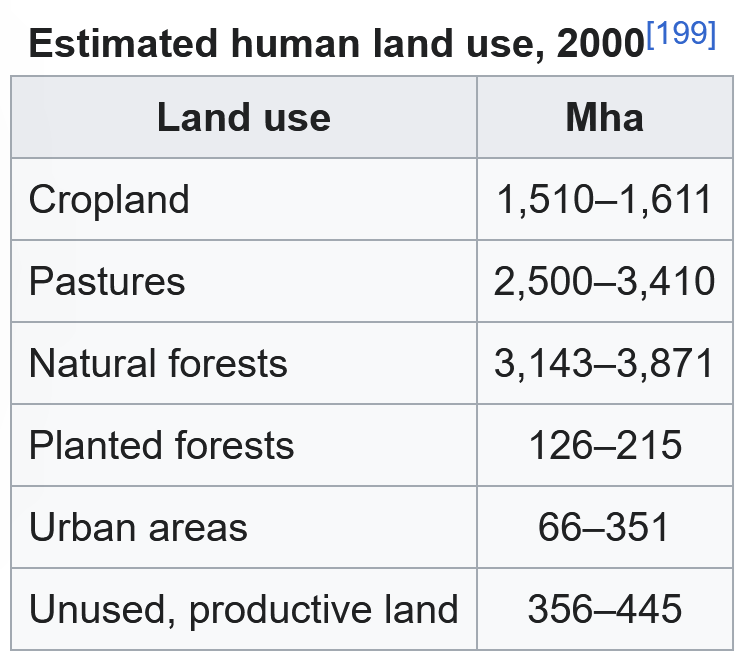 Estimated human land use, 2000[199]
Land use Mha
Cropland 1,510–1,611
Pastures 2,500–3,410
Natural forests 3,143–3,871
Planted forests 126–215
Urban areas 66–351
Unused, productive land 356–445